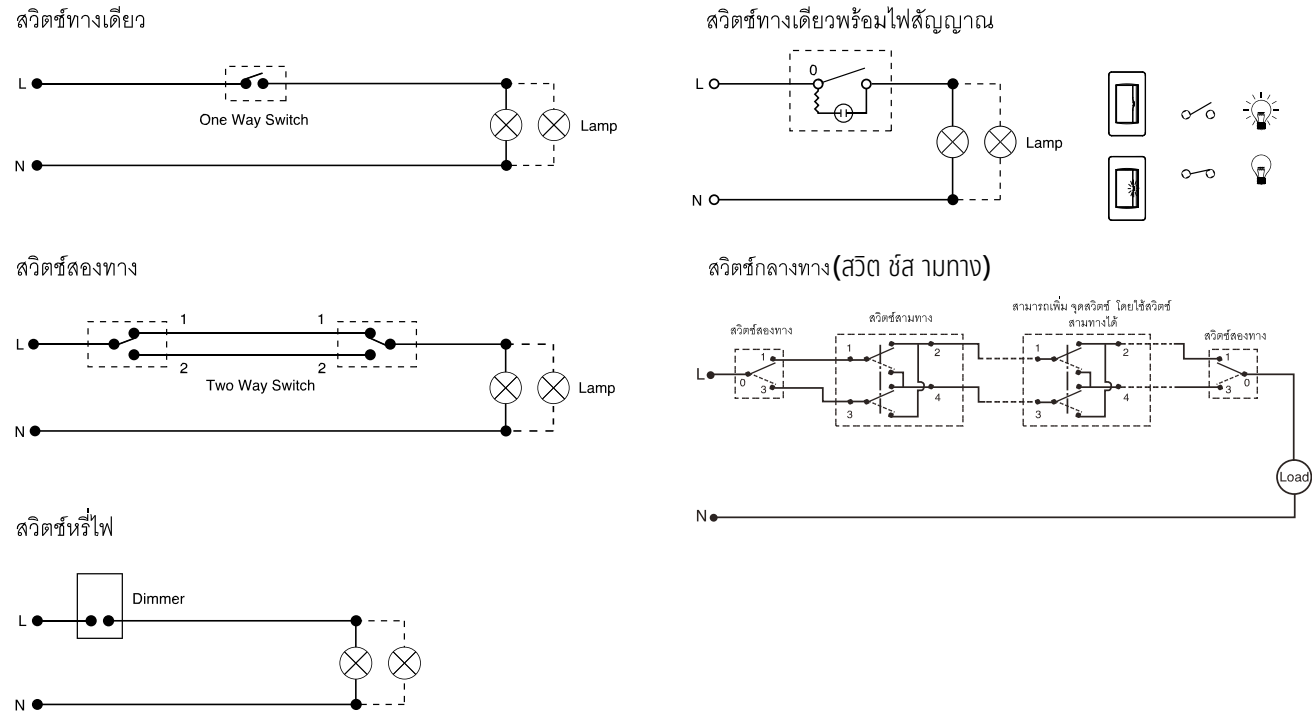 สวิตช์ทางเดียว
L
One Way Switch
Lamp
N
สวิตช์ทางเดียวพร้อมไฟสัญญาณ
0
L
Lamp
N
สวิตช์สองทาง
1 1
L
2 2
Two Way Switch
Lamp
N
สวิตช์กลางทาง(สวิต ช์ส ามทาง)
สวิตช์สองทาง
สวิตช์สามทาง
สามารถเพิ่ม จุดสวิตซ์ โดยใช้สวิตซ์
สามทางได้
สวิตช์สองทาง
1 1 2 1 2 1
L 0 0
3 3 4 3 4 3
Load
N
สวิตช์หรี่ไฟ
Dimmer
L
N